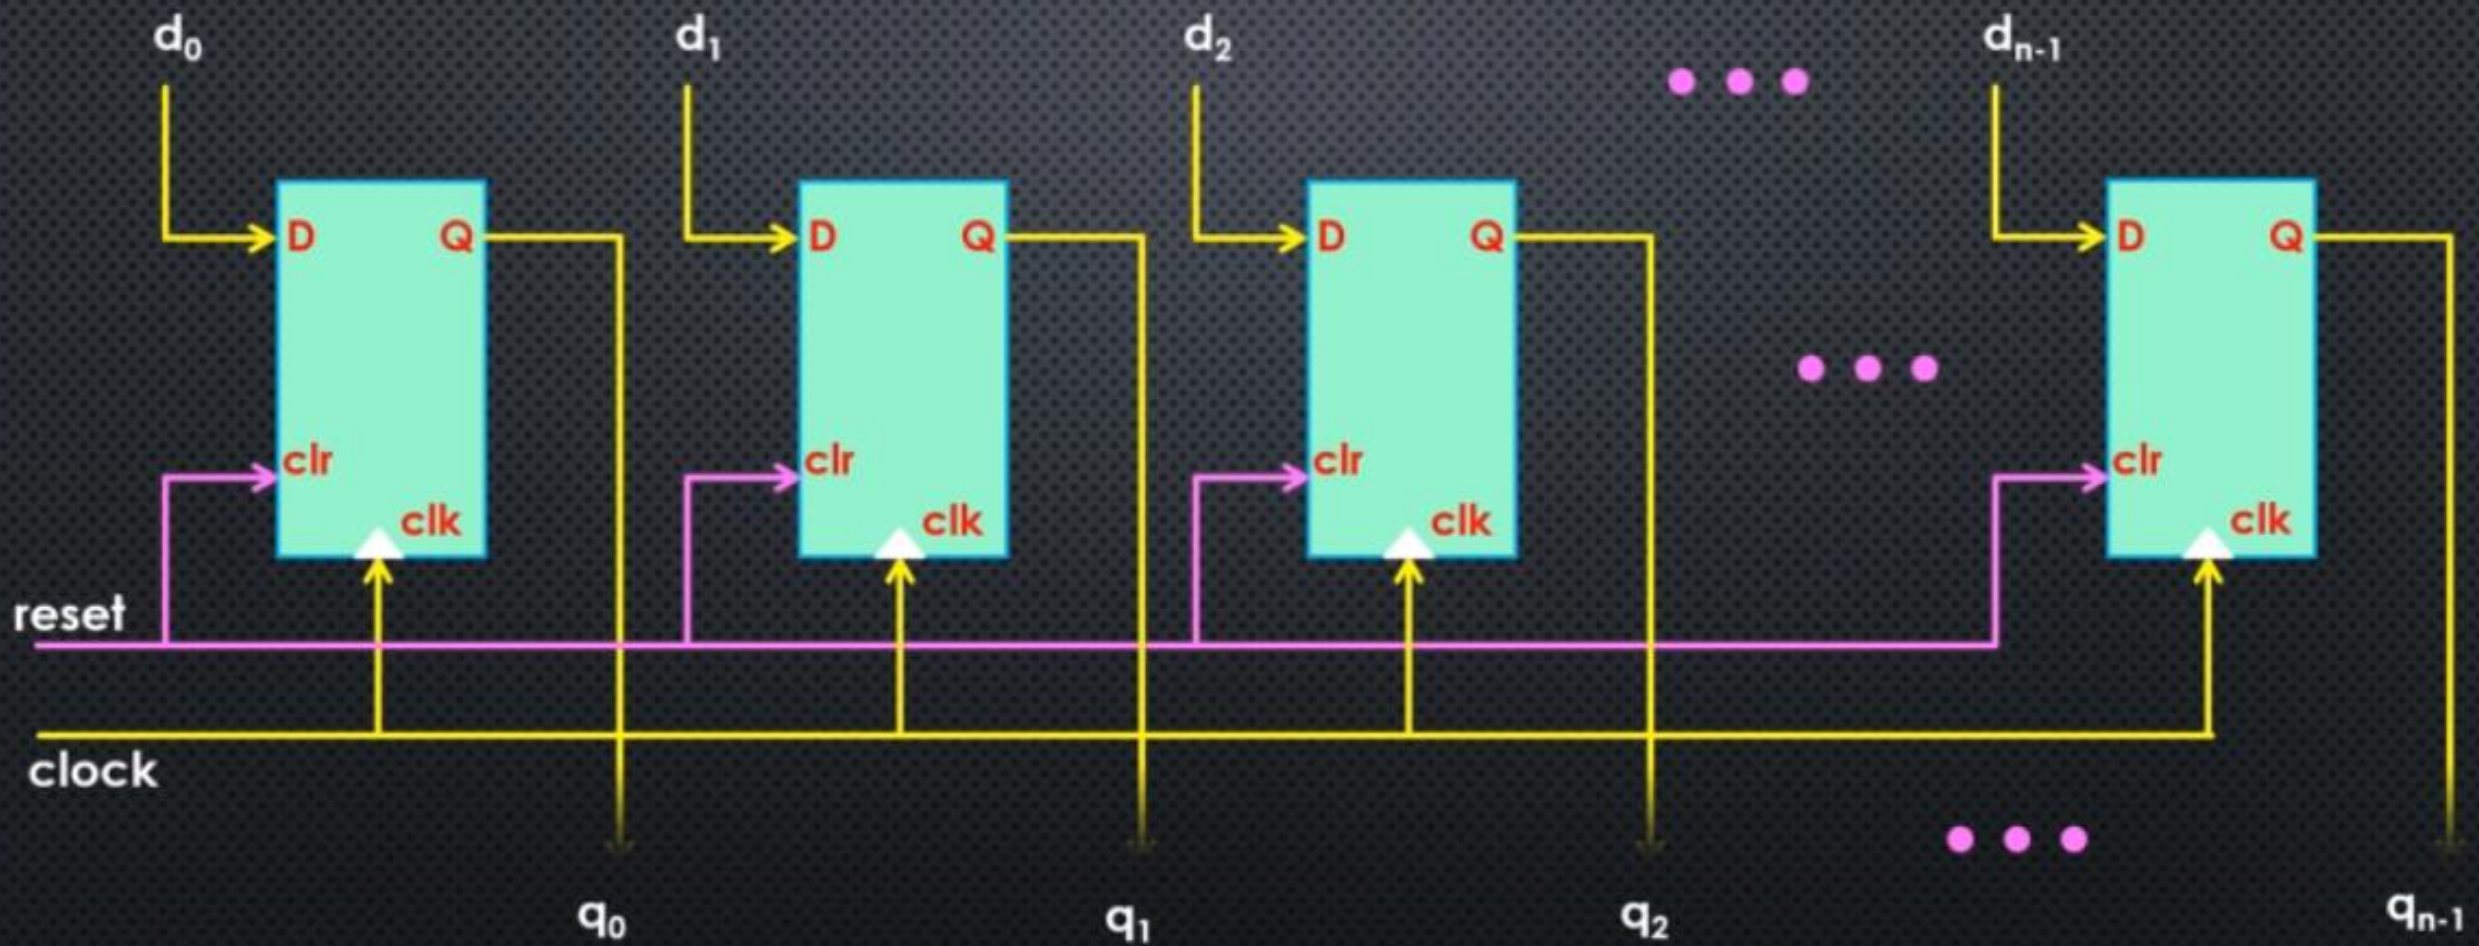 d₀ d₁ d₂ dₙ₋₁
D Q D Q D Q D Q
clr clr clr clr
clk clk clk clk
reset
clock
q₀ q₁ q₂ qₙ₋₁